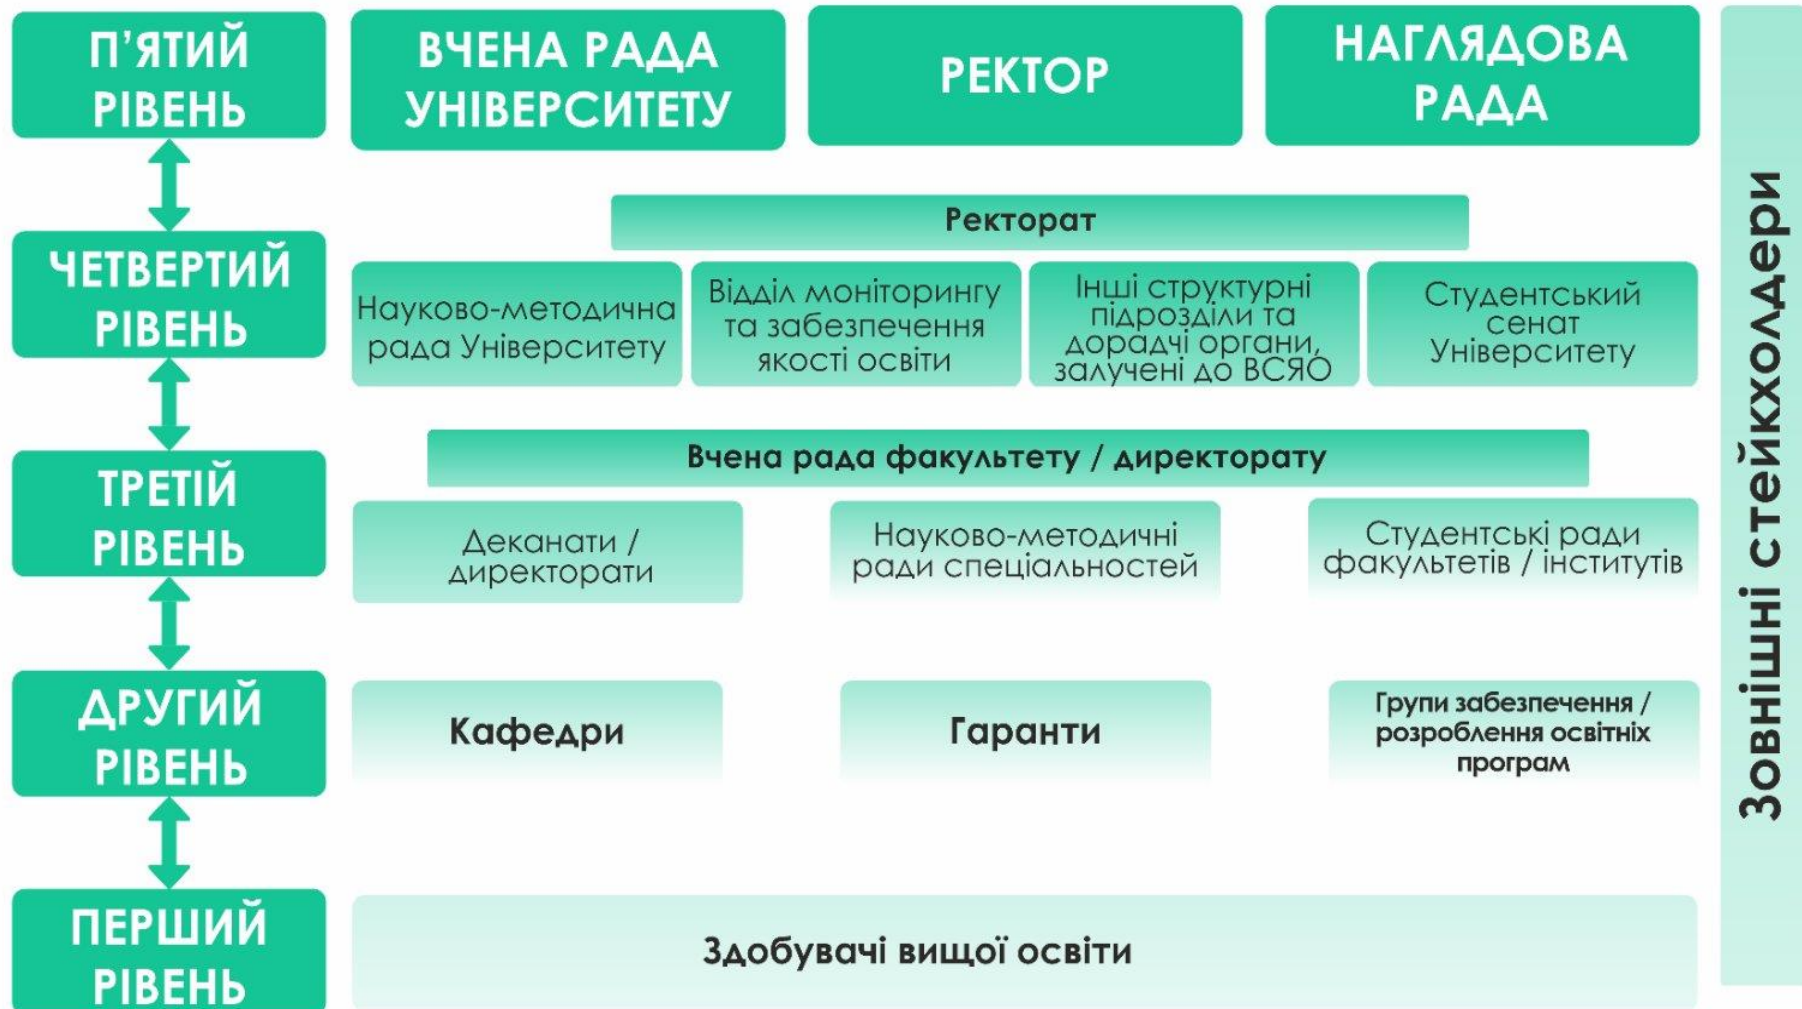 П’ЯТИЙ
РІВЕНЬ
ВЧЕНА РАДА
УНІВЕРСИТЕТУ
РЕКТОР
НАГЛЯДОВА
РАДА
ЧЕТВЕРТИЙ
РІВЕНЬ
Ректорат
Науково-методична
рада Університету
Відділ моніторингу
та забезпечення
якості освіти
Інші структурні
підрозділи та
дорадчі органи,
залучені до ВСЯО
Студентський
сенат
Університету
ТРЕТІЙ
РІВЕНЬ
Вчена рада факультету / директорату
Деканати /
директорати
Науково-методичні
ради спеціальностей
Студентські ради
факультетів / інститутів
ДРУГИЙ
РІВЕНЬ
Кафедри
Гаранти
Групи забезпечення /
розроблення освітніх
програм
ПЕРШИЙ
РІВЕНЬ
Здобувачі вищої освіти
Зовнішні стейкхолдери